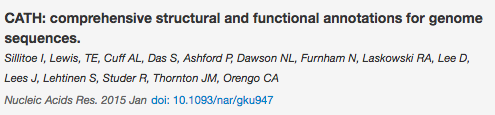 CATH: comprehensive structural and functional annotations for genome
sequences.
Sillitoe I, Lewis, TE, Cuff AL, Das S, Ashford P, Dawson NL, Furnham N, Laskowski RA, Lee D,
Lees J, Lehtinen S, Studer R, Thornton JM, Orengo CA
Nucleic Acids Res. 2015 Jan doi: 10.1093/nar/gku947